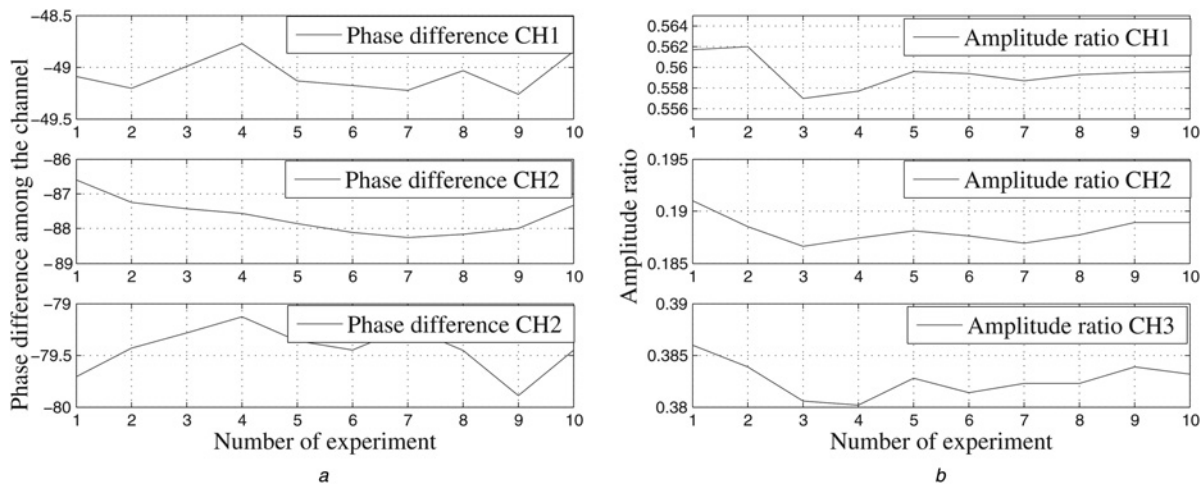 Phase difference among the channel
−48.5
−49
−49.5
Phase difference CH1
1 2 3 4 5 6 7 8 9 10
−86
−87
−88
−89
Phase difference CH2
1 2 3 4 5 6 7 8 9 10
−79
−79.5
−80
Phase difference CH2
1 2 3 4 5 6 7 8 9 10
Number of experiment
a
Amplitude ratio
0.564
0.562
0.56
0.558
0.556
Amplitude ratio CH1
1 2 3 4 5 6 7 8 9 10
0.195
0.19
0.185
Amplitude ratio CH2
1 2 3 4 5 6 7 8 9 10
0.39
0.385
0.38
Amplitude ratio CH3
1 2 3 4 5 6 7 8 9 10
Number of experiment
b